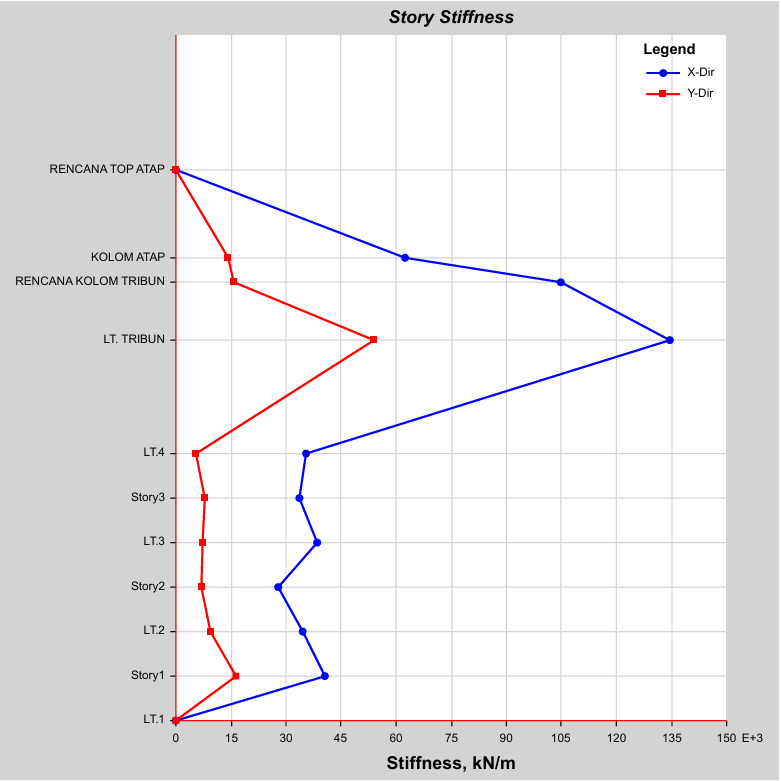 Story Stiffness
Legend
X-Dir
Y-Dir
RENCANA TOP ATAP
KOLOM ATAP
RENCANA KOLOM TRIBUN
LT. TRIBUN
LT.4
Story3
LT.3
Story2
LT.2
Story1
LT.1
0 15 30 45 60 75 90 105 120 135 150 E+3
Stiffness, kN/m